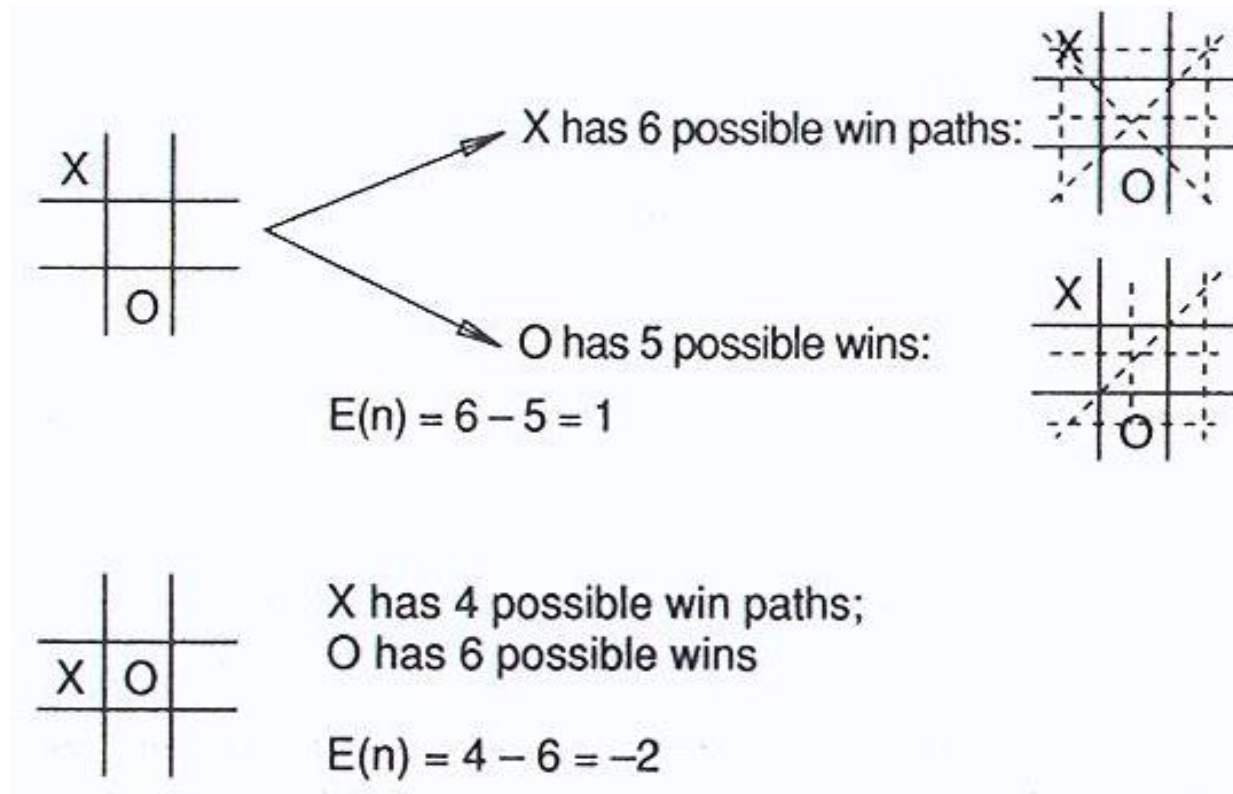 X
O
X has 6 possible win paths:
X
O
O has 5 possible wins:
X
O
E(n) = 6 – 5 = 1
X O
X has 4 possible win paths;
O has 6 possible wins
E(n) = 4 – 6 = –2